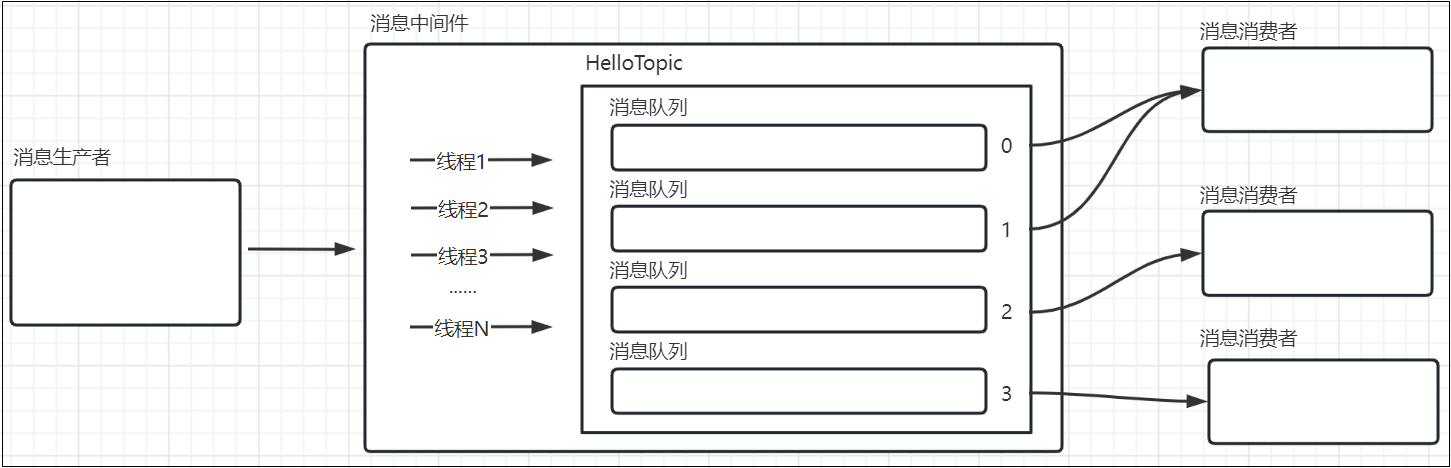 消息中间件
消息消费者
HelloTopic
消息队列
0
消息生产者
线程1
消息队列
消息消费者
线程2
1
线程3
消息队列
......
2
线程N
消息消费者
消息队列
3